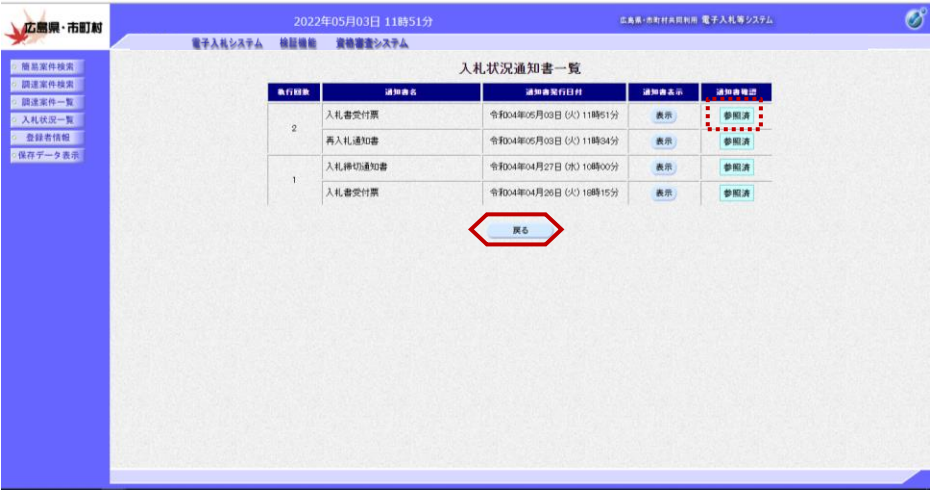 広島県・市町村
2022年05月03日 11時51分
広島県・市町村共同利用 電子入札等システム
電子入札システム 検証機能 資格審査システム
簡易案件検索
調達案件検索
調達案件一覧
入札状況一覧
登録者情報
保存データ表示
入札状況通知書一覧
執行回数 通知書名 通知書発行日付 通知書表示 通知書確認
2
入札書受付票 令和04年05月03日 (火) 11時51分 表示 参照済
再入札通知書 令和04年05月03日 (火) 11時34分 表示 参照済
1
入札締切通知書 令和04年04月27日 (水) 10時00分 表示 参照済
入札書受付票 令和04年04月26日 (火) 18時15分 表示 参照済
戻る